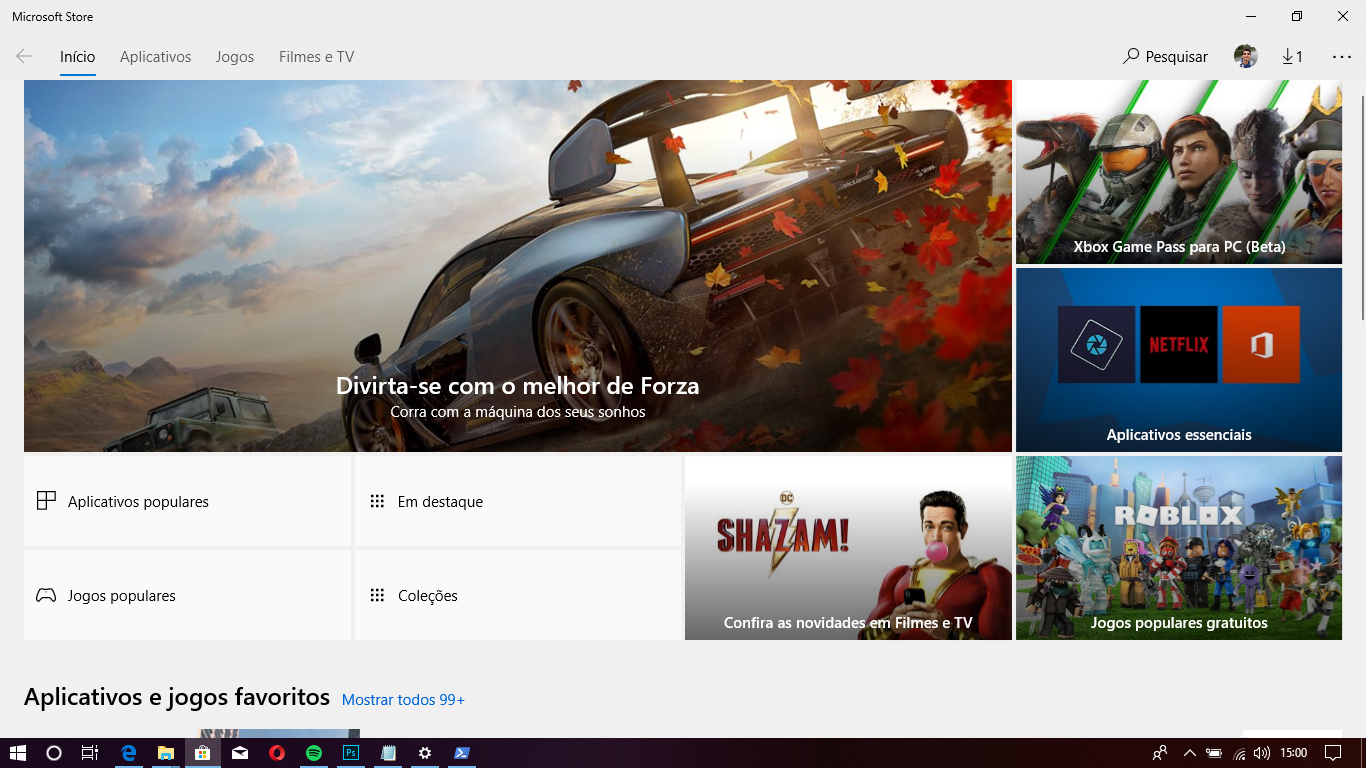 Microsoft Store
Início
Aplicativos
Jogos
Filmes e TV
Pesquisar
1
Divirta-se com o melhor de Forza
Corra com a máquina dos seus sonhos
Xbox Game Pass para PC (Beta)
NETFLIX
Aplicativos essenciais
Aplicativos populares
Em destaque
Jogos populares
Coleções
DC
SHAZAM!
Confira as novidades em Filmes e TV
ROBLOX
Jogos populares gratuitos
Aplicativos e jogos favoritos
Mostrar todos 99+
Ps
15:00